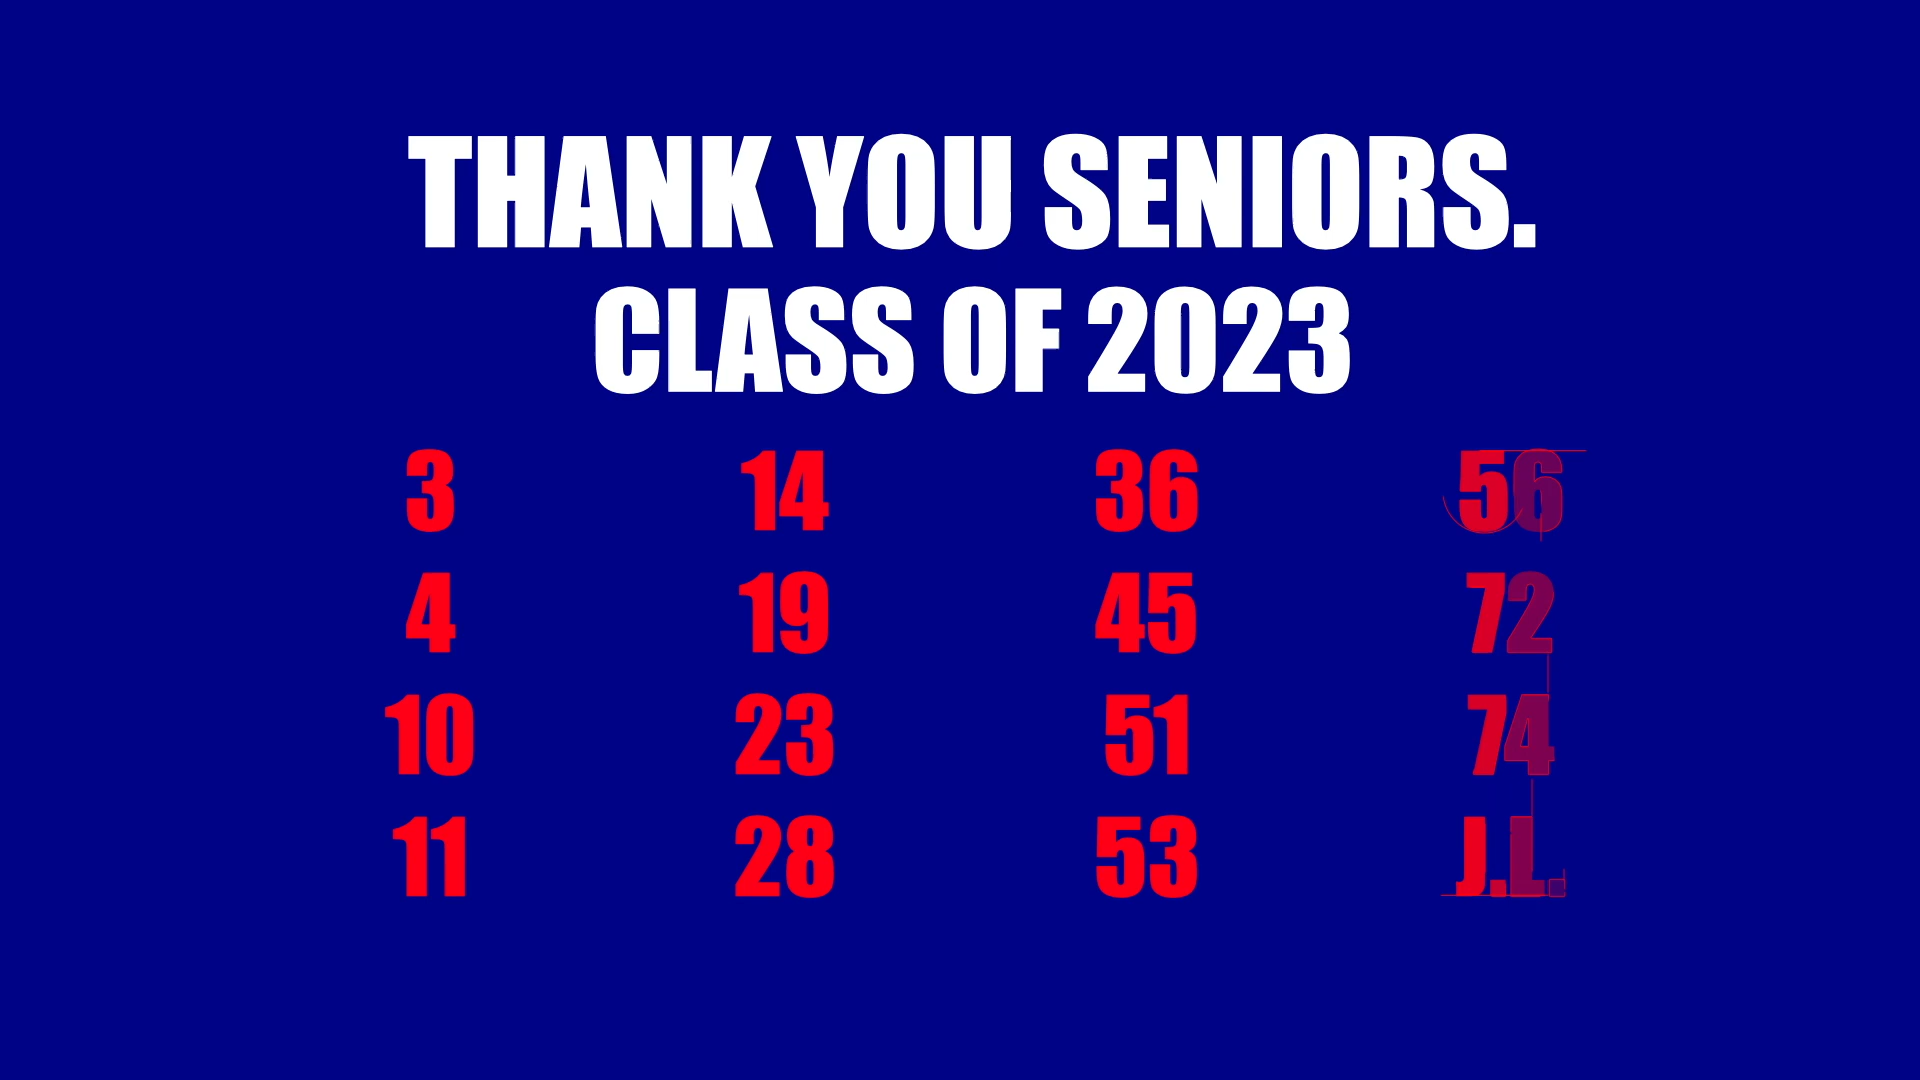 THANK YOU SENIORS.
CLASS OF 2023
3 14 36 56
4 19 45 72
10 23 51 74
11 28 53 J.L.